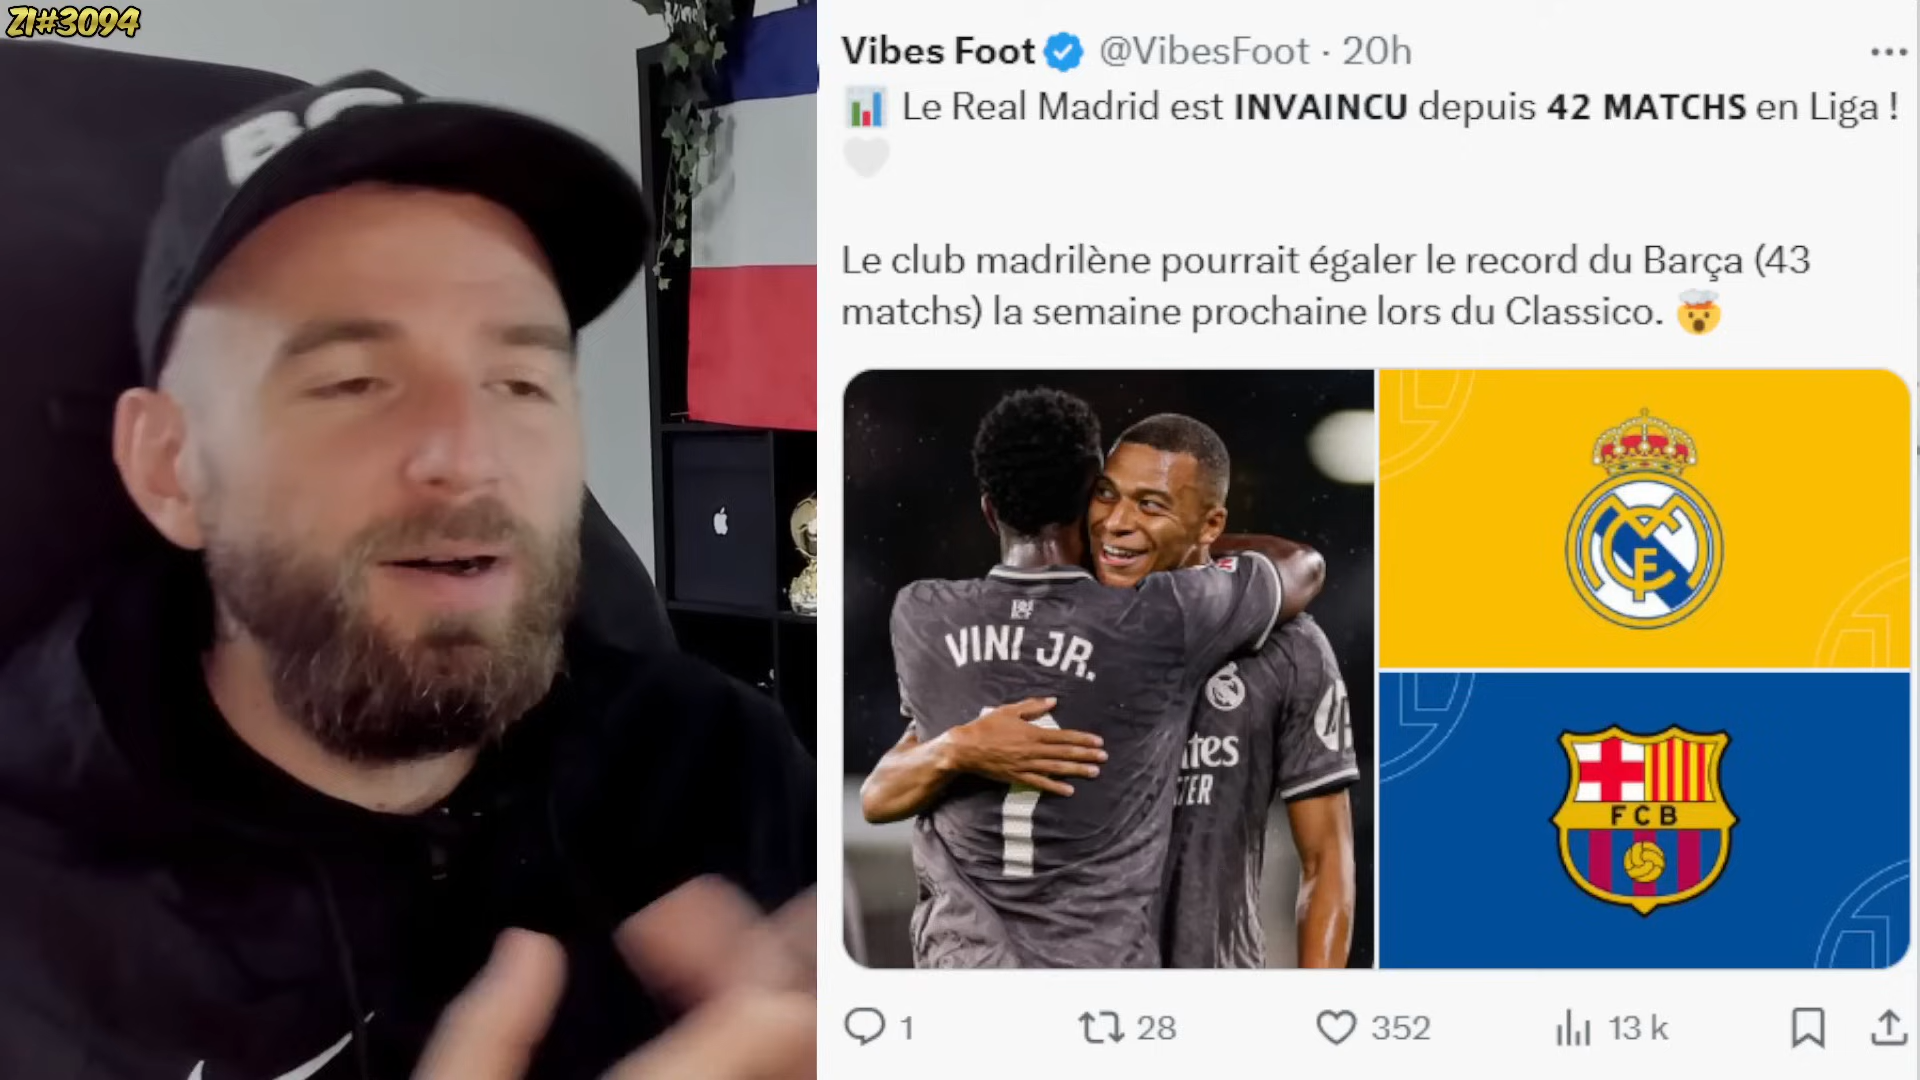 ZI#3094
Vibes Foot @VibesFoot · 20h
Le Real Madrid est INVAINCU depuis 42 MATCHS en Liga !
Le club madrilène pourrait égaler le record du Barça (43
matchs) la semaine prochaine lors du Classico.
VINI JR.
7
FCB
1
28
352
13 k